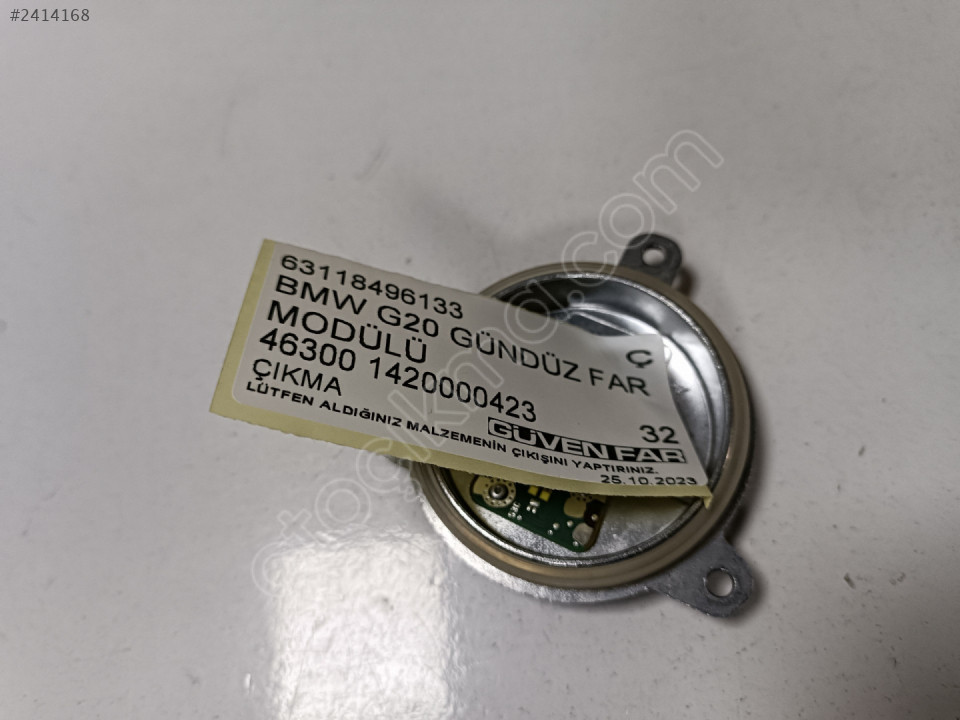 #2414168
otocikma.com
63118496133
BMW G20 GÜNDÜZ FAR Ç
MODÜLÜ
46300 1420000423
ÇIKMA 32
GÜVEN FAR
LÜTFEN ALDIĞINIZ MALZEMENİN ÇIKIŞINI YAPTIRINIZ.
25.10.2023